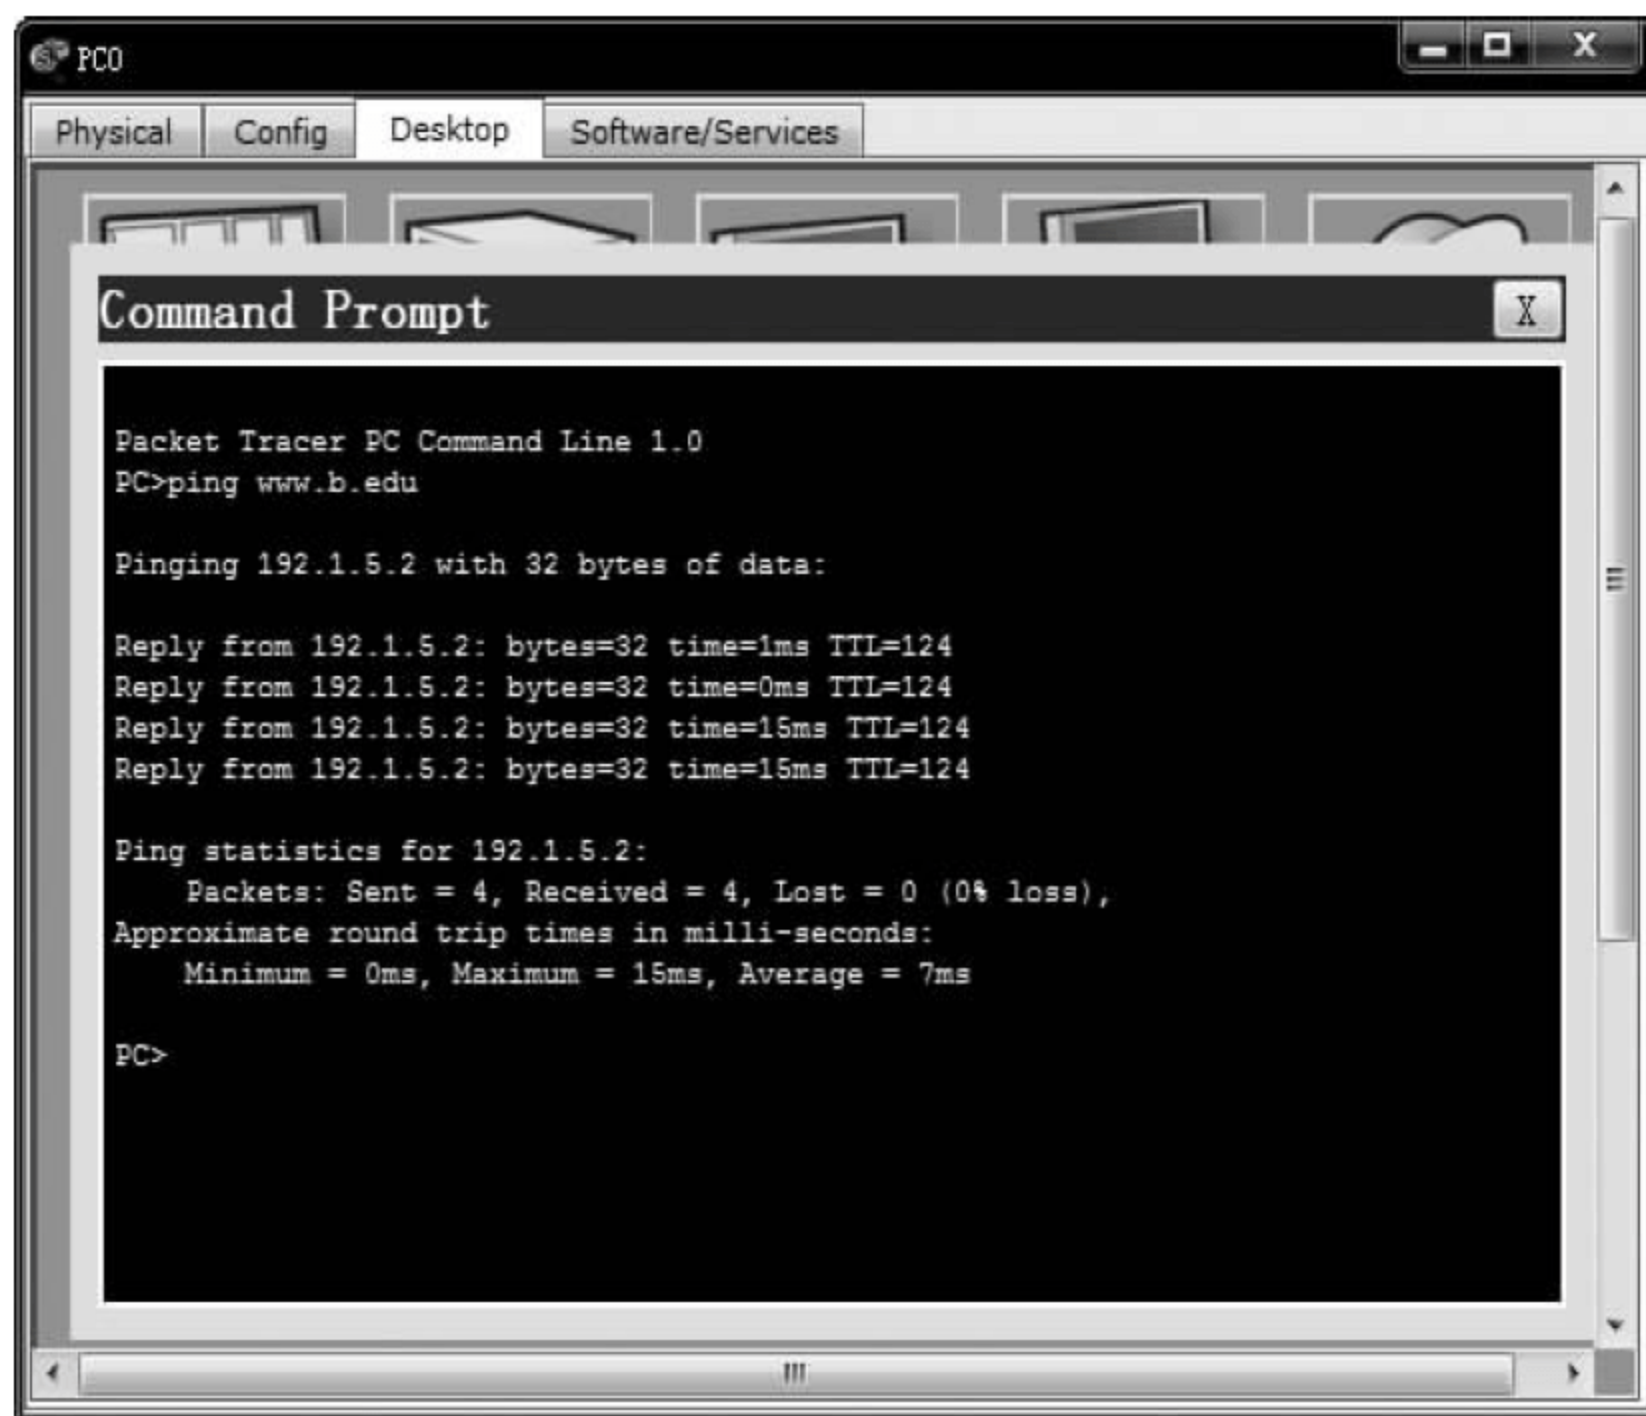 PC0
Physical Config Desktop Software/Services
Command Prompt
X
Packet Tracer PC Command Line 1.0
PC>ping www.b.edu
Pinging 192.1.5.2 with 32 bytes of data:
Reply from 192.1.5.2: bytes=32 time=1ms TTL=124
Reply from 192.1.5.2: bytes=32 time=0ms TTL=124
Reply from 192.1.5.2: bytes=32 time=15ms TTL=124
Reply from 192.1.5.2: bytes=32 time=15ms TTL=124
Ping statistics for 192.1.5.2:
Packets: Sent = 4, Received = 4, Lost = 0 (0% loss),
Approximate round trip times in milli-seconds:
Minimum = 0ms, Maximum = 15ms, Average = 7ms
PC>